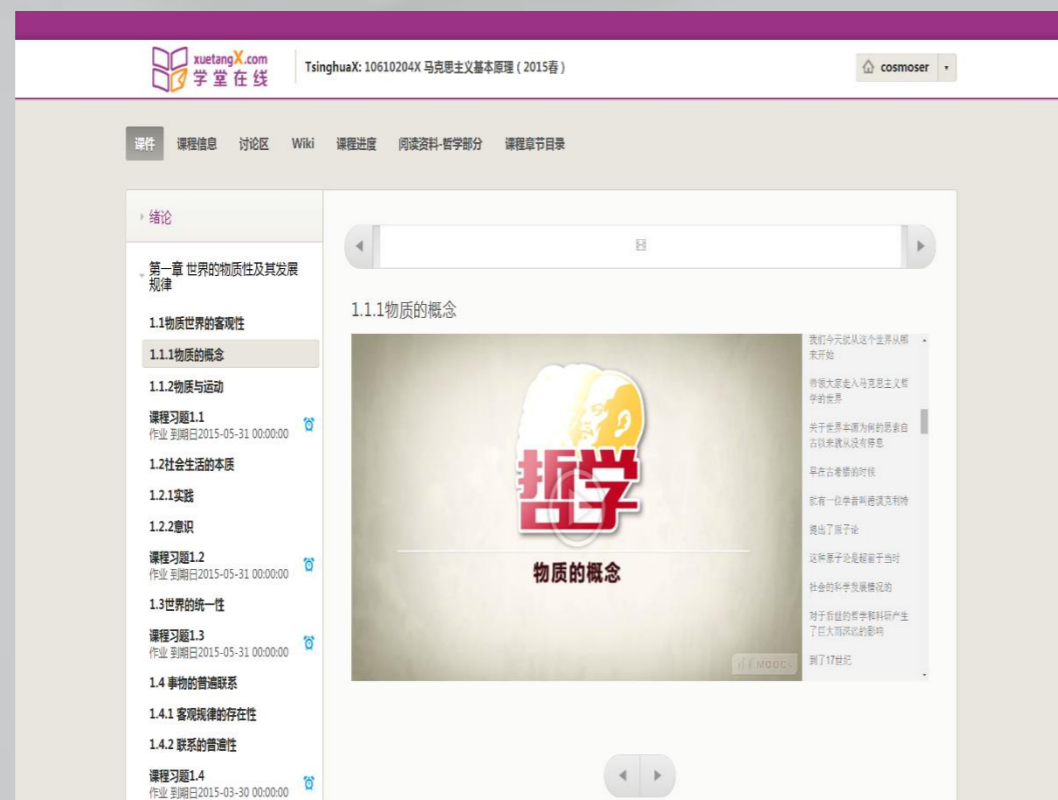 xuetangX.com
学堂在线
TsinghuaX: 10610204X 马克思主义基本原理 ( 2015春 )
cosmoser
课件 课程信息 讨论区 Wiki 课程进度 阅读资料-哲学部分 课程章节目录
绪论
第一章 世界的物质性及其发展
规律
1.1物质世界的客观性
1.1.1物质的概念
1.1.2物质与运动
课程习题1.1
作业 到期日2015-05-31 00:00:00
1.2社会生活的本质
1.2.1实践
1.2.2意识
课程习题1.2
作业 到期日2015-05-31 00:00:00
1.3世界的统一性
课程习题1.3
作业 到期日2015-05-31 00:00:00
1.4 事物的普遍联系
1.4.1 客观规律的存在性
1.4.2 联系的普遍性
课程习题1.4
作业 到期日2015-03-30 00:00:00
1.1.1物质的概念
哲学
物质的概念
MOOC
我们今天就从这个世界从哪
来开始
带领大家走入马克思主义哲
学的世界
关于世界本源为何的思索自
古以来就从没有停息
早在古希腊的时候
就有一位学者叫德谟克利特
提出了原子论
这种原子论是超前于当时
社会的科学发展情况的
对于后世的哲学和科研产生
了巨大而深远的影响
到了17世纪